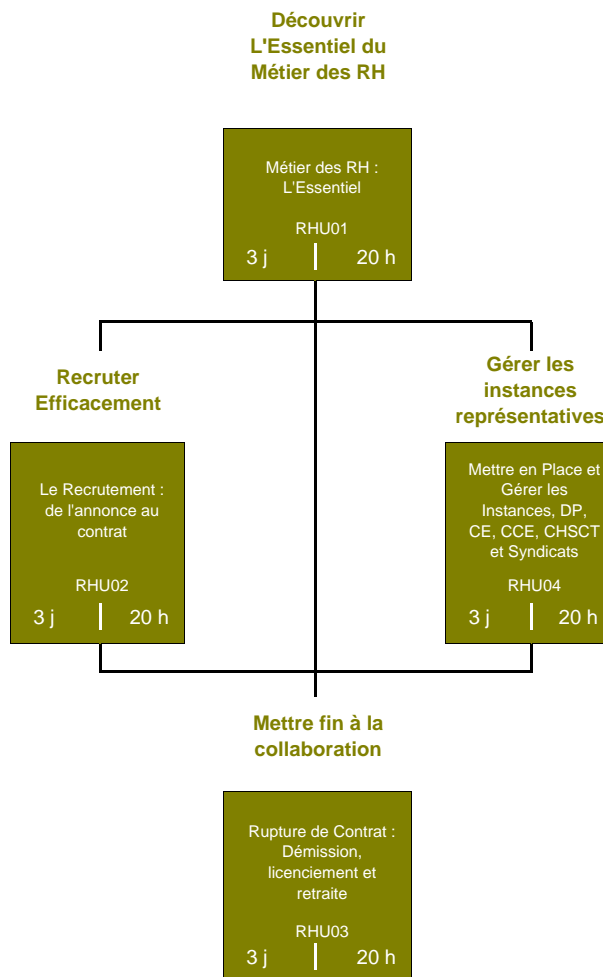 Découvrir
L'Essentiel du
Métier des RH
Métier des RH :
L'Essentiel
RHU01
3 j
20 h
Recruter
Efficacement
Le Recrutement :
de l'annonce au
contrat
RHU02
3 j
20 h
Gérer les
instances
représentatives
Mettre en Place et
Gérer les
Instances, DP,
CE, CCE, CHSCT
et Syndicats
RHU04
3 j
20 h
Mettre fin à la
collaboration
Rupture de Contrat :
Démission,
licenciement et
retraite
RHU03
3 j
20 h